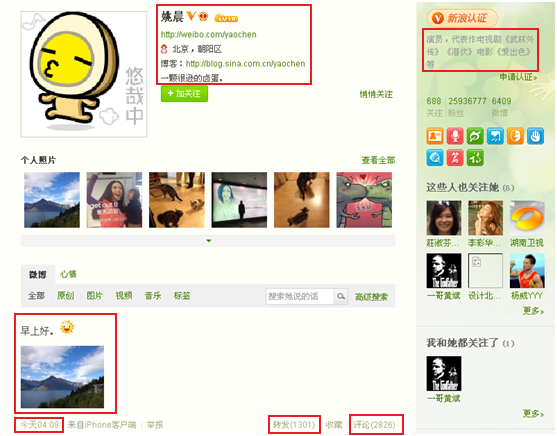 悠哉中
姚晨
http://weibo.com/yaochen
北京，朝阳区
博客：http://blog.sina.com.cn/yaochen
一颗很逊的卤蛋。
+加关注
悄悄关注
新浪认证
演员，代表作电视剧《武林外
传》《潜伏》电影《爱出色》
等
申请认证»
688 25936777 6409
关注 粉丝 微博
个人照片
查看全部
这些人也关注她 (6)
莊淑芬… 李彩华… 湖南卫视
一哥黄斌 设计北… 杨威YYY
更多»
我和她都关注了 (1)
一哥黄斌
更多»
微博 心情
全部 原创 图片 视频 音乐 标签
搜索她说的话
高级搜索
早上好。
今天04:09 来自iPhone客户端 | 举报
转发(1301) 收藏 评论(2826)